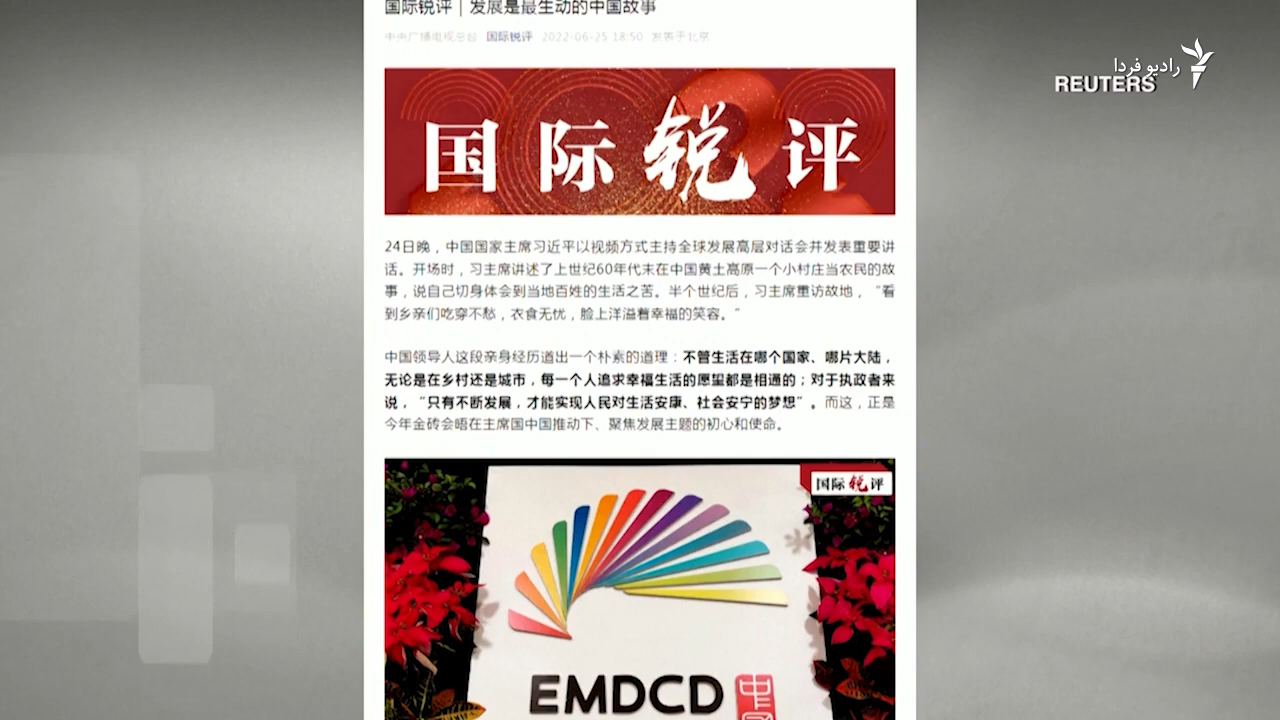 国际锐评｜发展是最生动的中国故事
中央广播电视总台 国际锐评 2022-06-25 18:50 发表于北京
رادیو فردا
REUTERS
国际锐评
24日晚，中国国家主席习近平以视频方式主持全球发展高层对话会并发表重要讲
话。开场时，习主席讲述了上世纪60年代末在中国黄土高原一个小村庄当农民的故
事，说自己切身体会到当地百姓的生活之苦。半个世纪后，习主席重访故地，“看
到乡亲们吃穿不愁，衣食无忧，脸上洋溢着幸福的笑容。”
中国领导人这段亲身经历道出一个朴素的道理：不管生活在哪个国家、哪片大陆，
无论是在乡村还是城市，每一个人追求幸福生活的愿望都是相通的；对于执政者来
说，“只有不断发展，才能实现人民对生活安康、社会安宁的梦想”。而这，正是
今年金砖会晤在主席国中国推动下、聚焦发展主题的初心和使命。
国际锐评
EMDCD